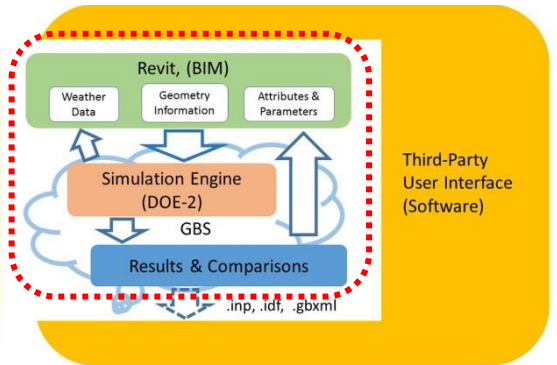 Revit, (BIM)
Weather
Data
Geometry
Information
Attributes &
Parameters
Simulation Engine
(DOE-2)
GBS
Results & Comparisons
.inp, .idf, .gbxml
Third-Party
User Interface
(Software)